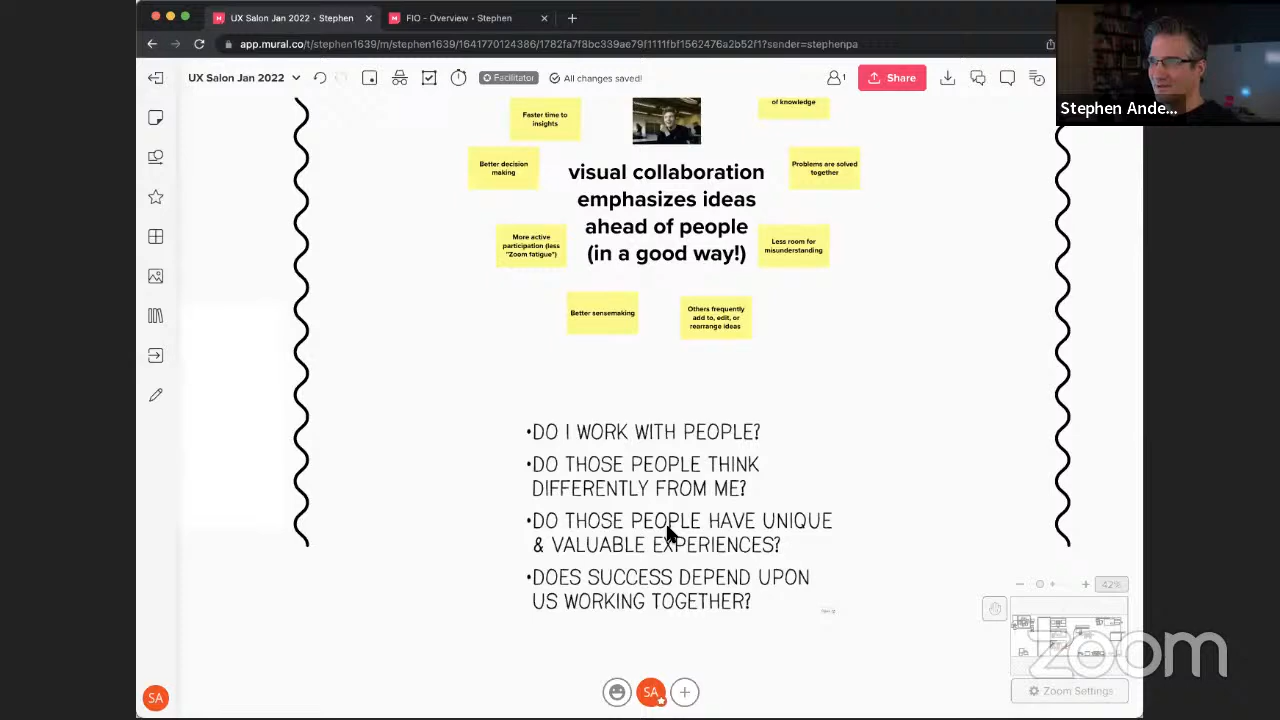 UX Salon Jan 2022 • Stephen
FIO - Overview • Stephen
app.mural.co/t/stephen1639/m/stephen1639/1641770124386/1782fa7f8bc339ae79f1111fbf1562476a2b52f1?sender=stephenpa
UX Salon Jan 2022
Facilitator
All changes saved!
1
Share
Stephen Ande...
Faster time to
insights
of knowledge
Better decision
making
visual collaboration
emphasizes ideas
ahead of people
(in a good way!)
Problems are solved
together
More active
participation (less
"Zoom fatigue")
Less room for
misunderstanding
Better sensemaking
Others frequently
add to, edit, or
rearrange ideas
•DO I WORK WITH PEOPLE?
•DO THOSE PEOPLE THINK
DIFFERENTLY FROM ME?
•DO THOSE PEOPLE HAVE UNIQUE
& VALUABLE EXPERIENCES?
•DOES SUCCESS DEPEND UPON
US WORKING TOGETHER?
42%
zoom
Zoom Settings
SA
SA